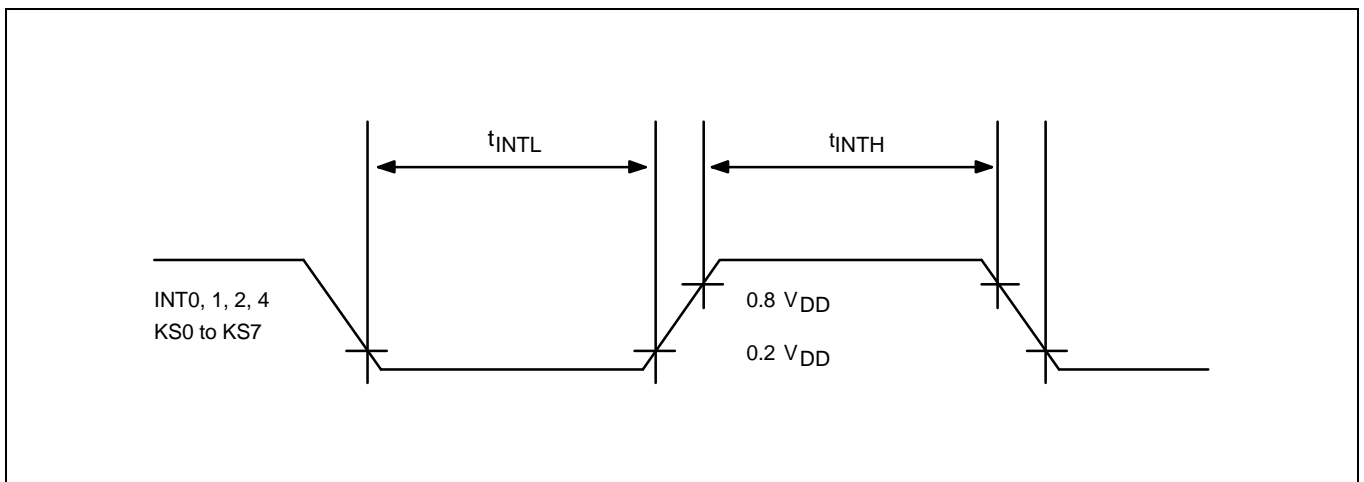 tINTL
tINTH
INT0, 1, 2, 4
KS0 to KS7
0.8 VDD
0.2 VDD